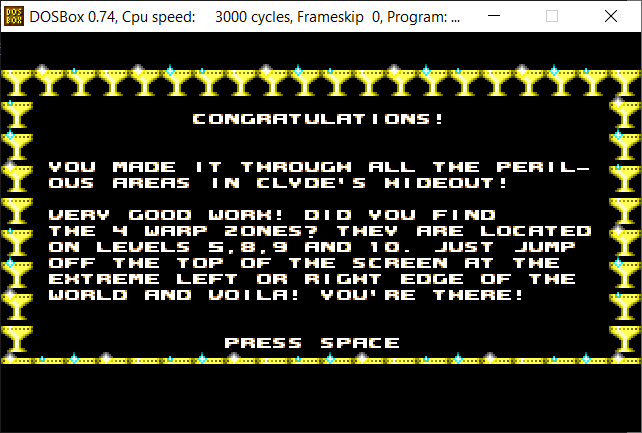 DOSBox 0.74, Cpu speed: 3000 cycles, Frameskip 0, Program: ...
CONGRATULATIONS!
YOU MADE IT THROUGH ALL THE PERIL-
OUS AREAS IN CLYDE'S HIDEOUT!
VERY GOOD WORK! DID YOU FIND
THE 4 WARP ZONES? THEY ARE LOCATED
ON LEVELS 5,8,9 AND 10. JUST JUMP
OFF THE TOP OF THE SCREEN AT THE
EXTREME LEFT OR RIGHT EDGE OF THE
WORLD AND VOILA! YOU'RE THERE!
PRESS SPACE